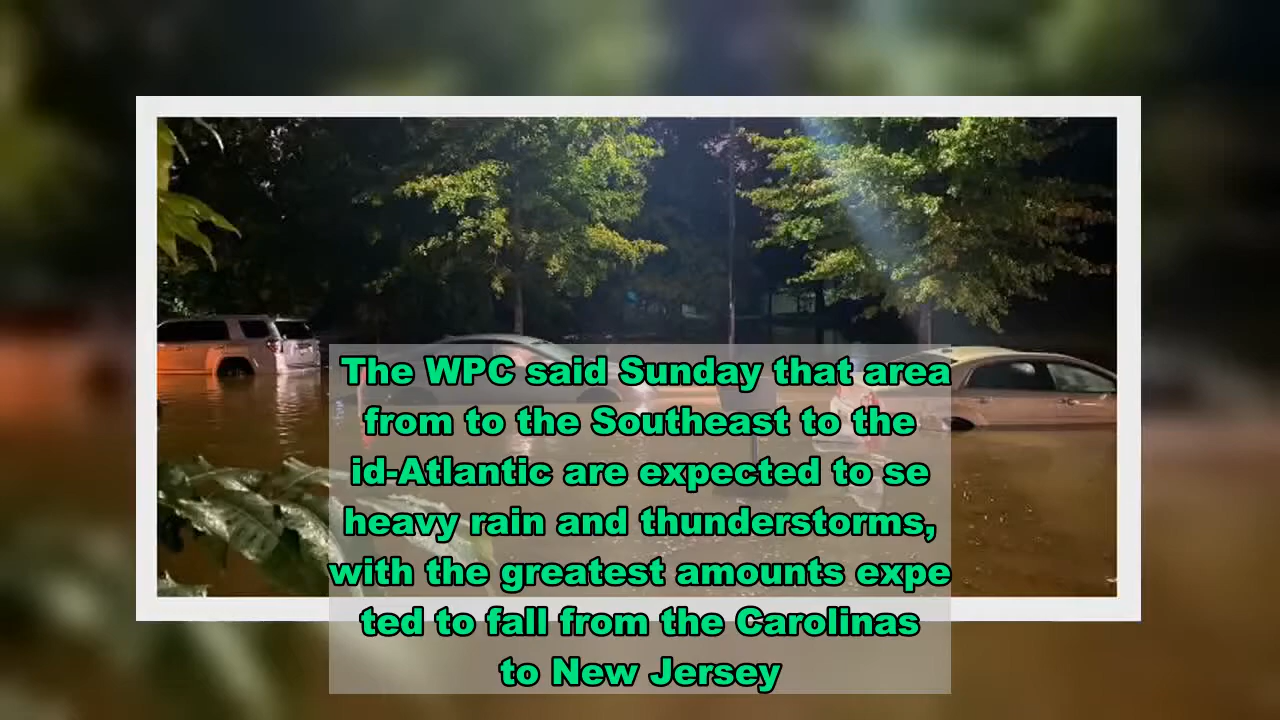 The WPC said Sunday that area
from to the Southeast to the
id-Atlantic are expected to se
heavy rain and thunderstorms,
with the greatest amounts expe
ted to fall from the Carolinas
to New Jersey